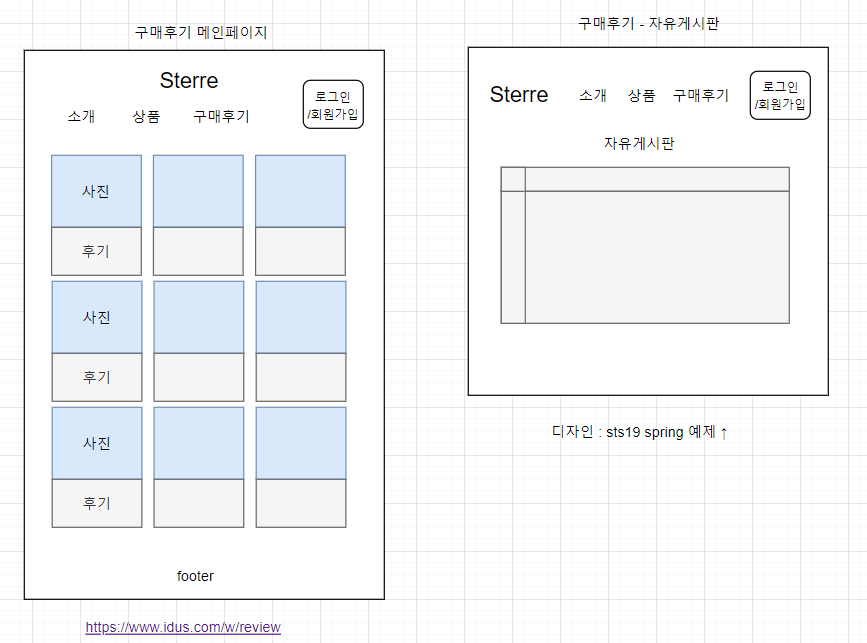 구매후기 메인페이지
Sterre
로그인
/회원가입
소개 상품 구매후기
사진
후기
사진
후기
사진
후기
footer
https://www.idus.com/w/review
구매후기 - 자유게시판
Sterre 소개 상품 구매후기
로그인
/회원가입
자유게시판
디자인 : sts19 spring 예제 ↑